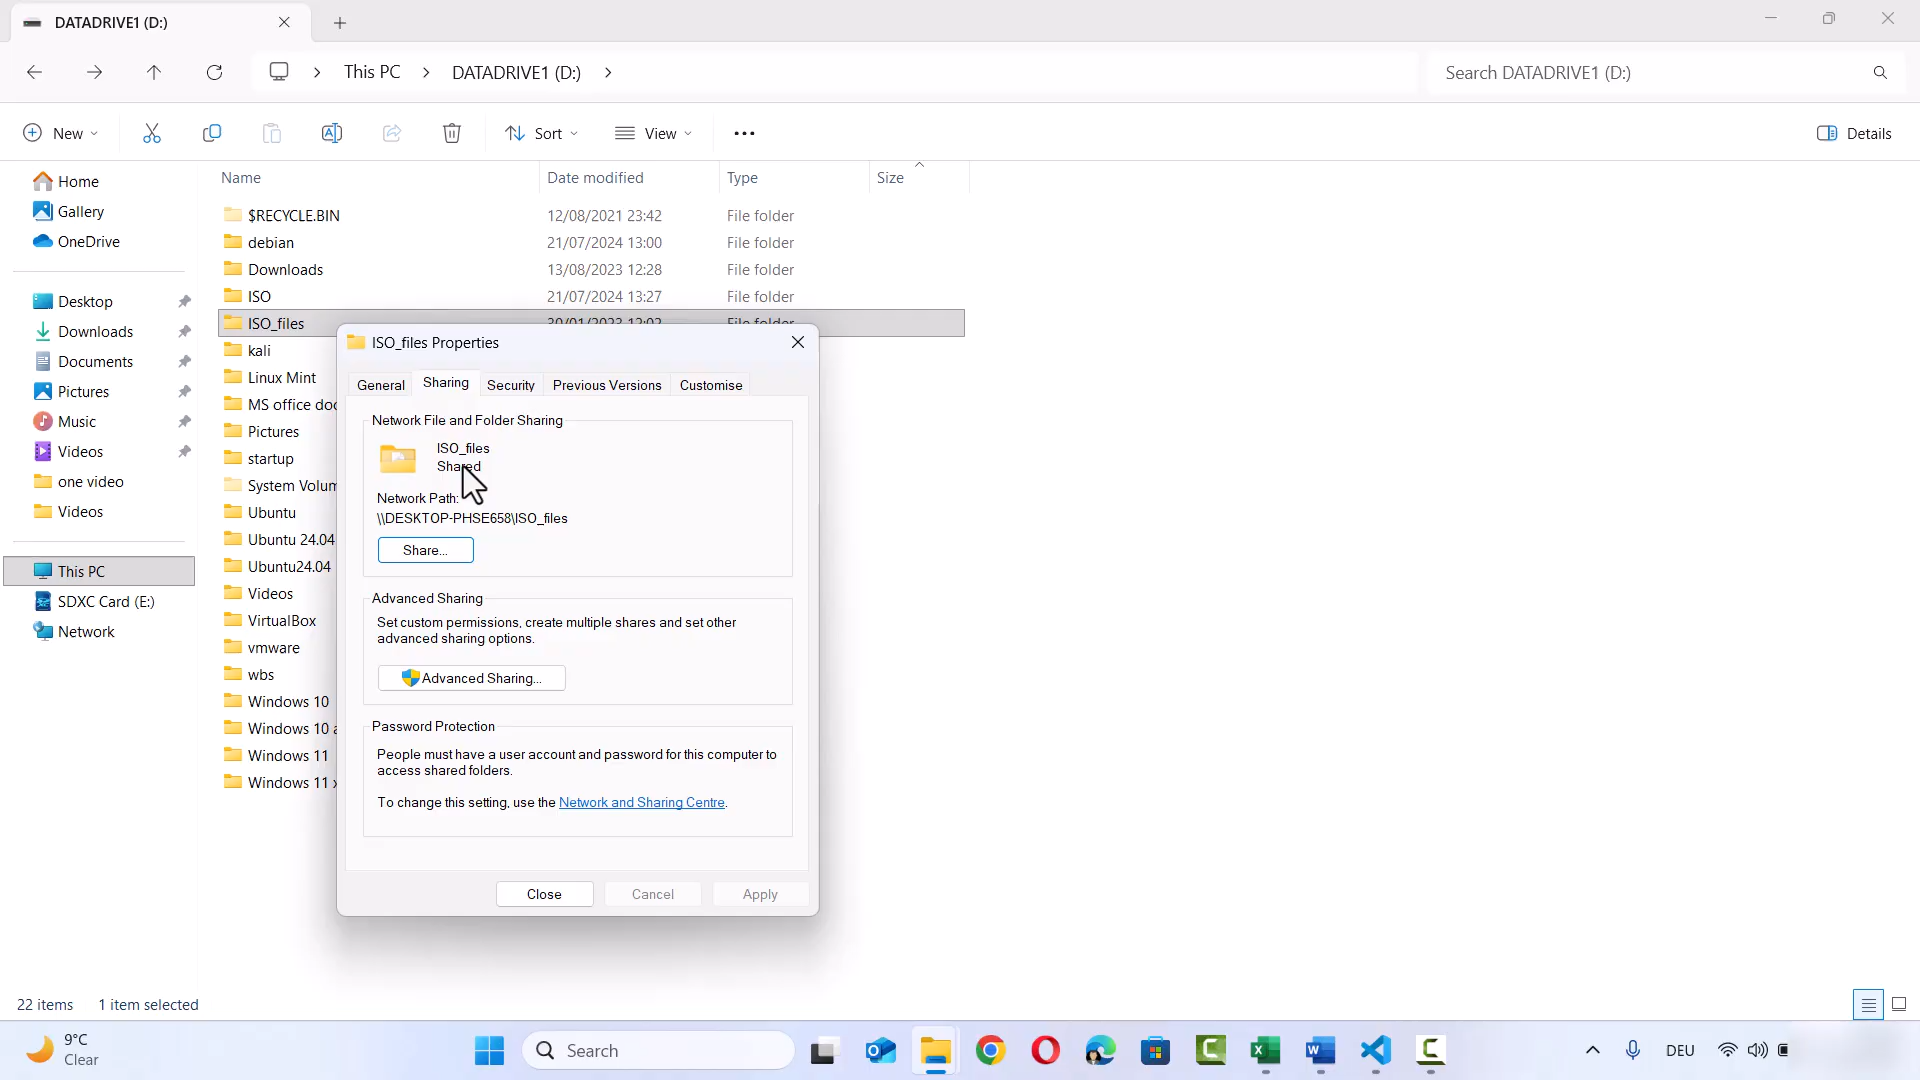 DATADRIVE1 (D:)
This PC
DATADRIVE1 (D:)
Search DATADRIVE1 (D:)
New
Sort
View
Details
Home
Gallery
OneDrive
Desktop
Downloads
Documents
Pictures
Music
Videos
one video
Videos
This PC
SDXC Card (E:)
Network
Name Date modified Type Size
$RECYCLE.BIN 12/08/2021 23:42 File folder
debian 21/07/2024 13:00 File folder
Downloads 13/08/2023 12:28 File folder
ISO 21/07/2024 13:27 File folder
ISO_files 30/01/2023 12:02 File folder
kali
Linux Mint
MS office doc
Pictures
startup
System Volum
Ubuntu
Ubuntu 24.04
Ubuntu24.04
Videos
VirtualBox
vmware
wbs
Windows 10
Windows 10 a
Windows 11
Windows 11 x
ISO_files Properties
General Sharing Security Previous Versions Customise
Network File and Folder Sharing
ISO_files
Shared
Network Path:
\\DESKTOP-PHSE658\ISO_files
Share...
Advanced Sharing
Set custom permissions, create multiple shares and set other
advanced sharing options.
Advanced Sharing...
Password Protection
People must have a user account and password for this computer to
access shared folders.
To change this setting, use the Network and Sharing Centre.
Close Cancel Apply
22 items 1 item selected
9°C
Clear
Search
DEU